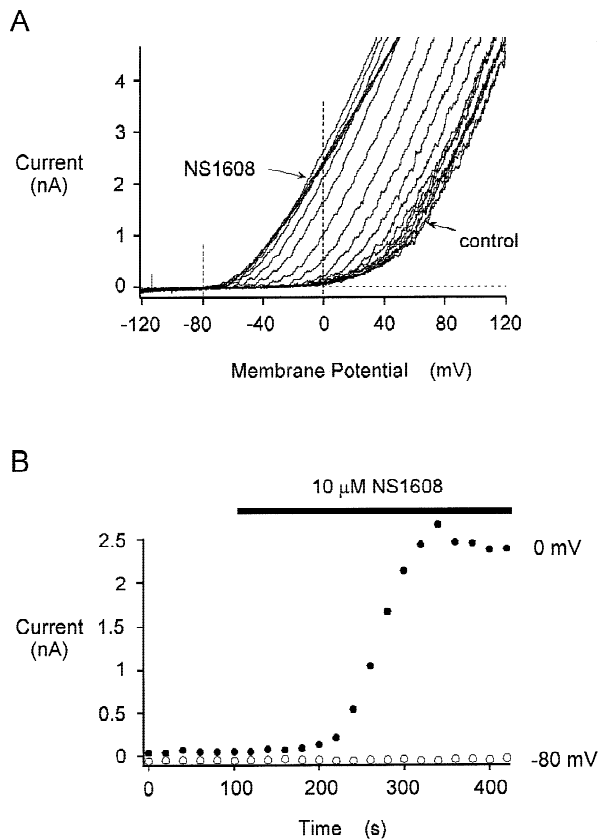 A
4
3
2
1
0
Current
(nA)
NS1608
control
-120
-80
-40
0
40
80
120
Membrane Potential (mV)
B
10 μM NS1608
2.5
2
1.5
1
0.5
0
Current
(nA)
0 mV
-80 mV
0
100
200
300
400
Time (s)